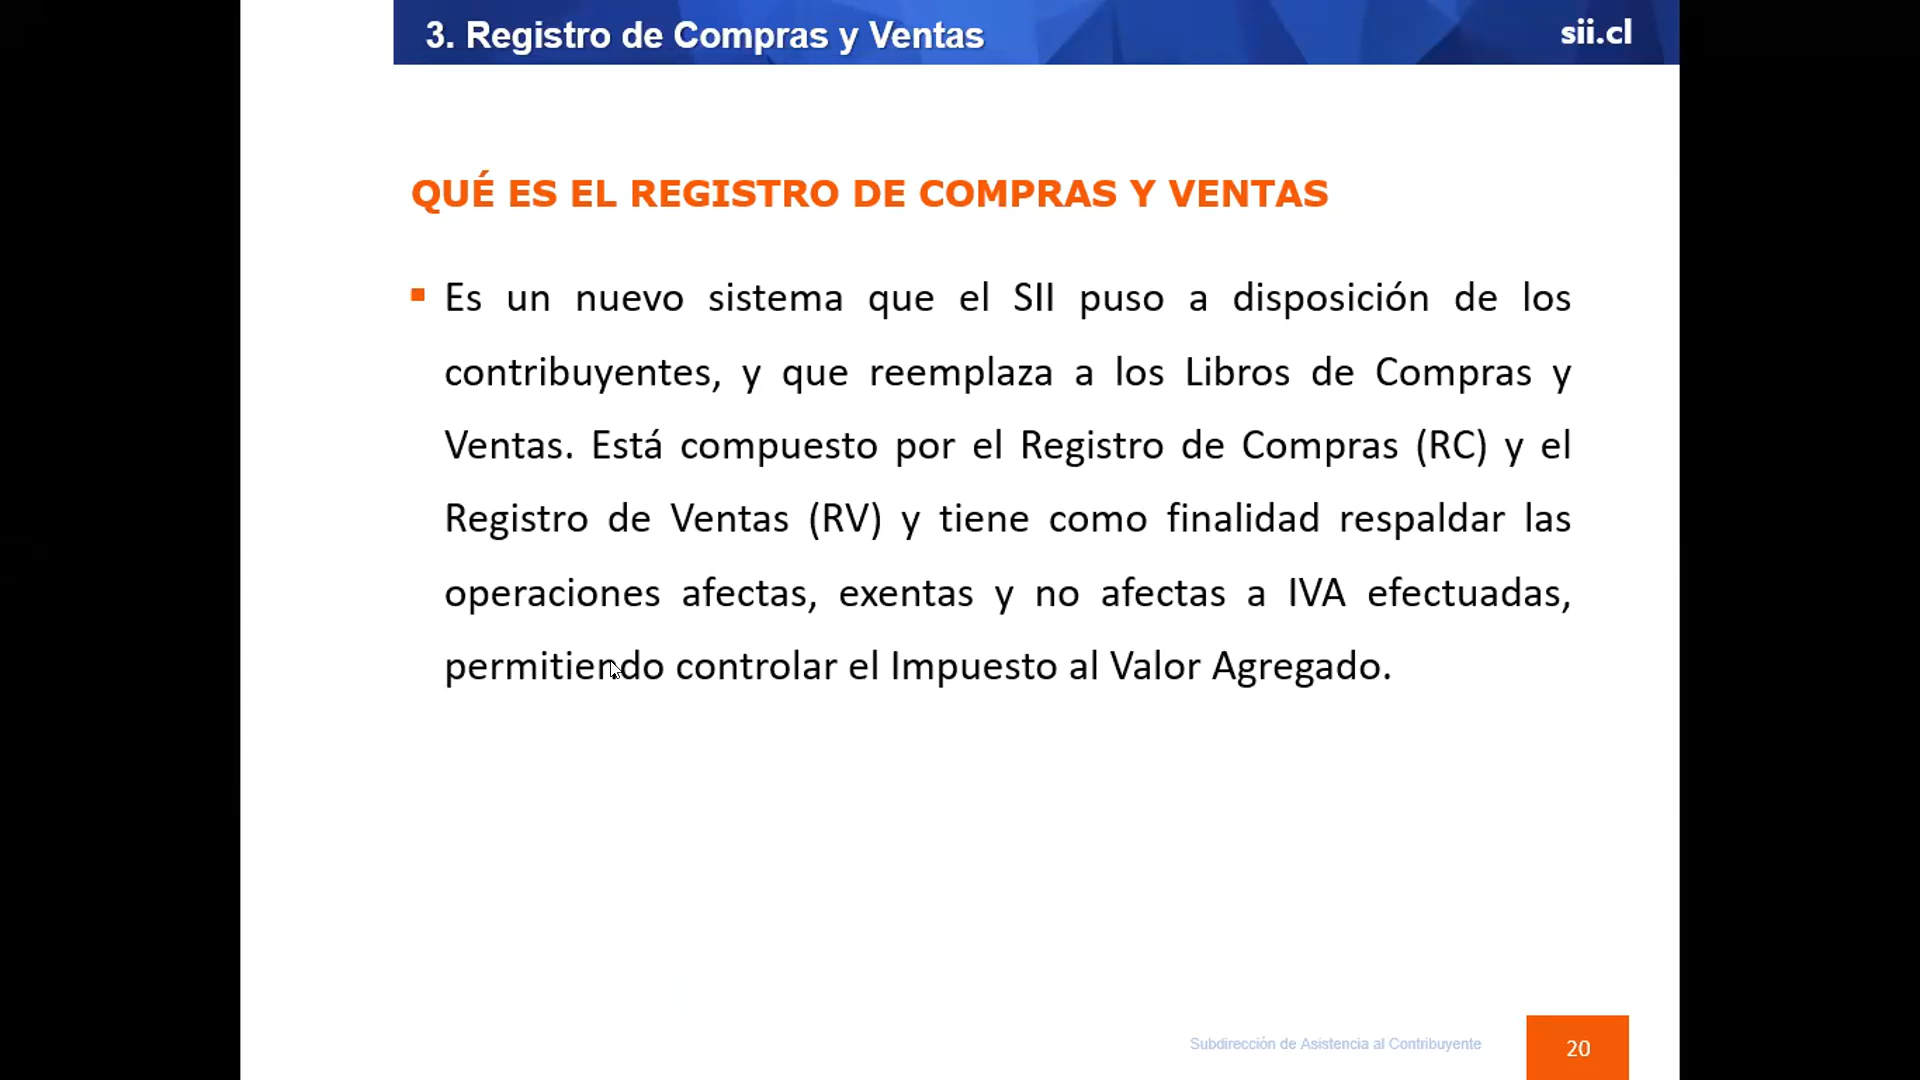 3. Registro de Compras y Ventas
sii.cl
QUÉ ES EL REGISTRO DE COMPRAS Y VENTAS
Es un nuevo sistema que el SII puso a disposición de los
contribuyentes, y que reemplaza a los Libros de Compras y
Ventas. Está compuesto por el Registro de Compras (RC) y el
Registro de Ventas (RV) y tiene como finalidad respaldar las
operaciones afectas, exentas y no afectas a IVA efectuadas,
permitiendo controlar el Impuesto al Valor Agregado.
Subdirección de Asistencia al Contribuyente
20